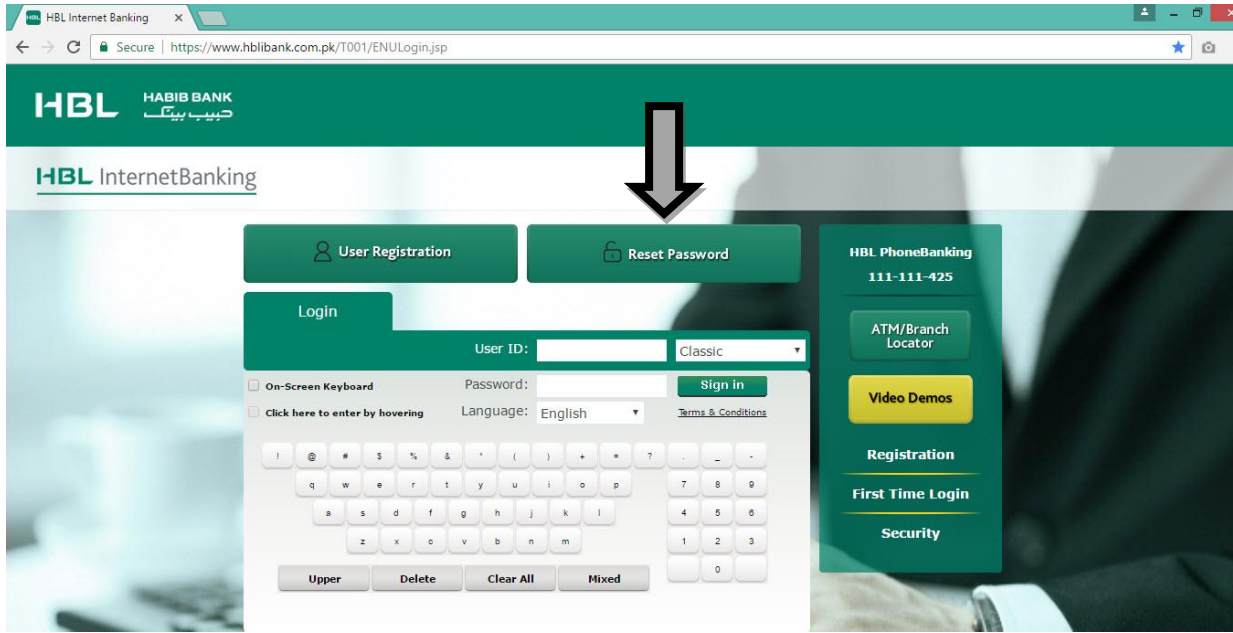 HBL Internet Banking
Secure | https://www.hblibank.com.pk/T001/ENULogin.jsp
HBL HABIB BANK
حبیب بینک
HBL InternetBanking
User Registration
Reset Password
HBL PhoneBanking
111-111-425
Login
ATM/Branch
Locator
User ID:
Classic
On-Screen Keyboard
Password:
Sign in
Click here to enter by hovering
Language:
English
Terms & Conditions
Video Demos
! @ # $ % & * ( ) + = ? . _ -
q w e r t y u i o p 7 8 9
a s d f g h j k l 4 5 6
z x c v b n m 1 2 3
0
Upper Delete Clear All Mixed
Registration
First Time Login
Security